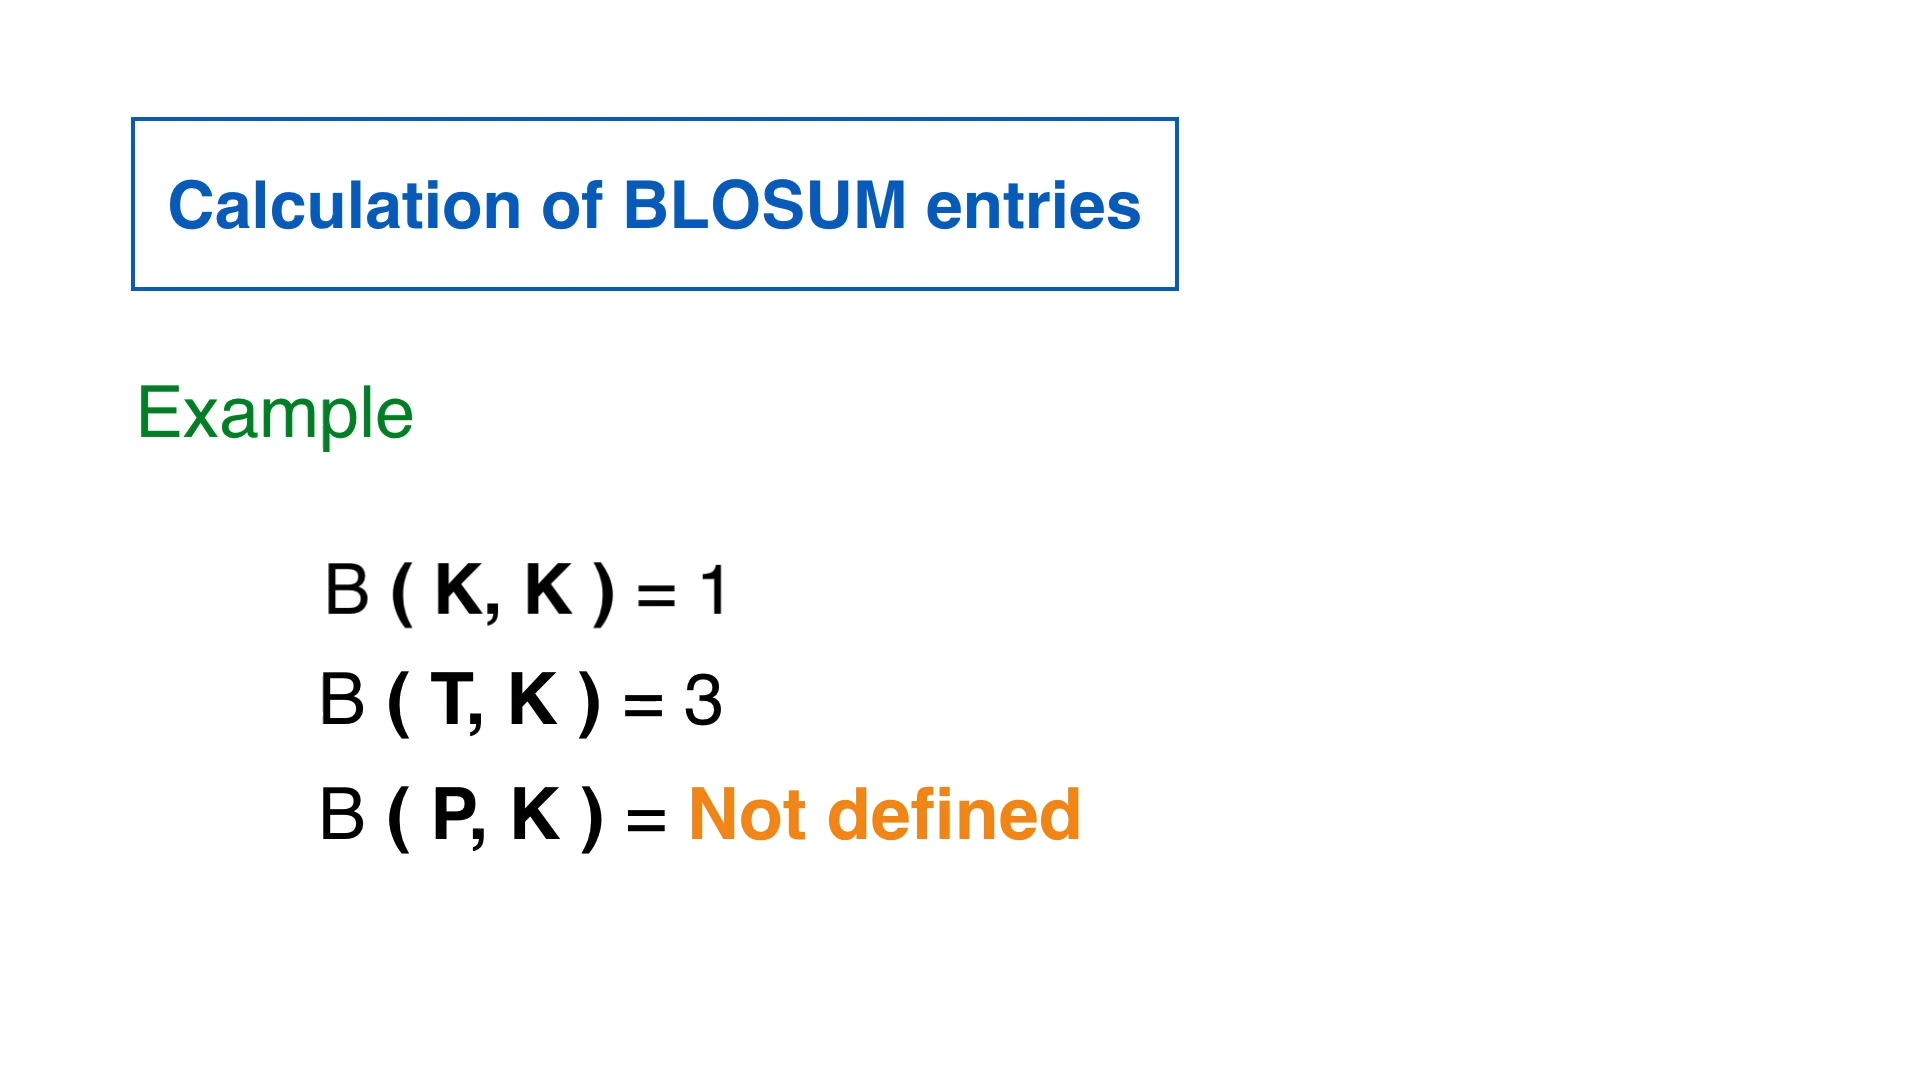 Calculation of BLOSUM entries
Example
B ( K, K ) = 1
B ( T, K ) = 3
B ( P, K ) = Not defined